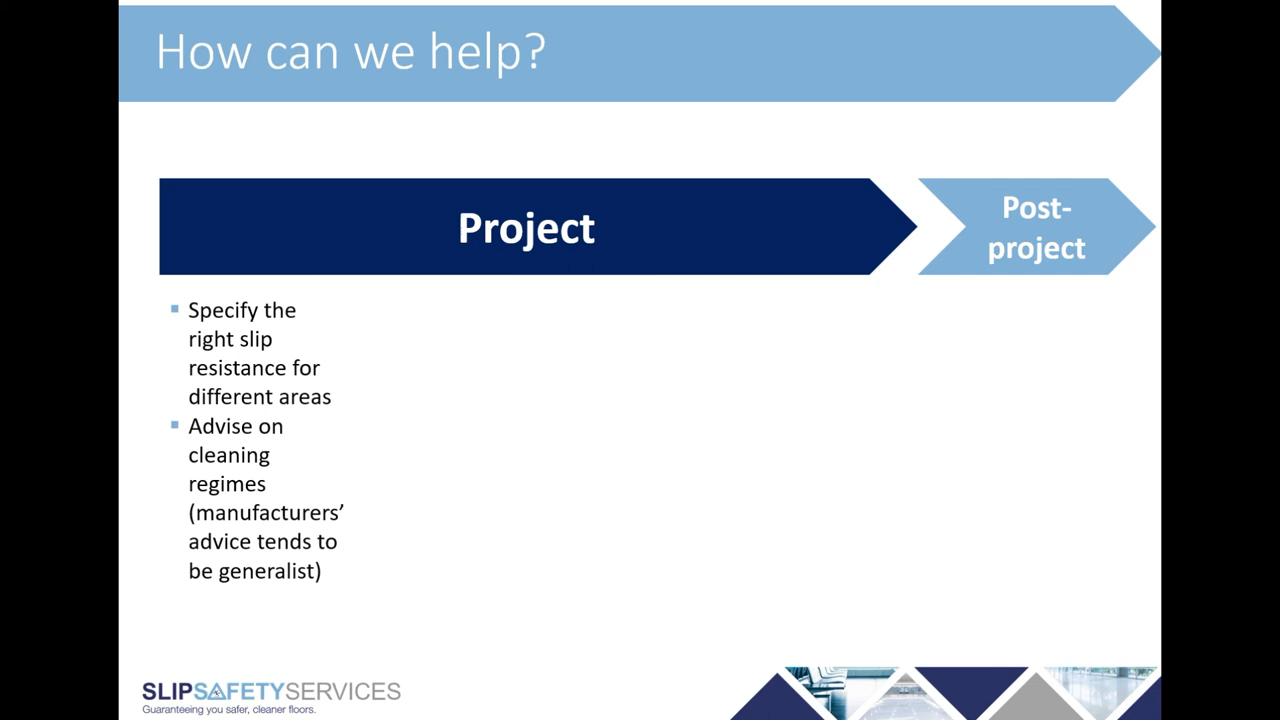 How can we help?
Project
Post-
project
Specify the
right slip
resistance for
different areas
Advise on
cleaning
regimes
(manufacturers’
advice tends to
be generalist)
SLIPSAFETYSERVICES
Guaranteeing you safer, cleaner floors.